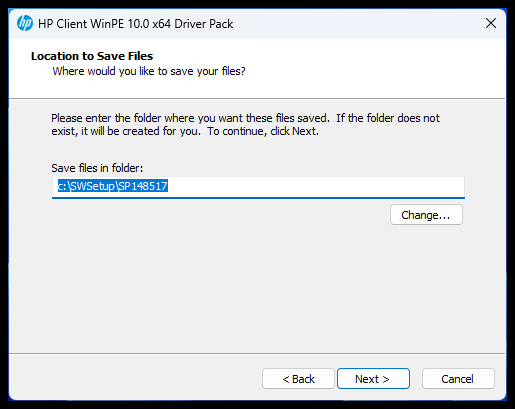 hp HP Client WinPE 10.0 x64 Driver Pack
Location to Save Files
Where would you like to save your files?
Please enter the folder where you want these files saved.  If the folder does not
exist, it will be created for you.  To continue, click Next.
Save files in folder:
c:\SWSetup\SP148517
Change...
< Back Next > Cancel